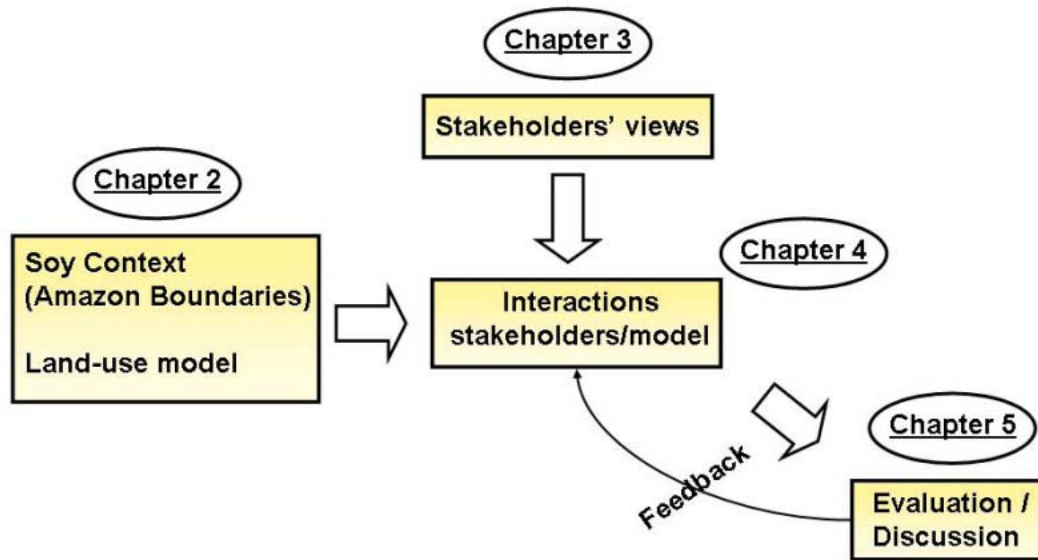 Chapter 3
Stakeholders' views
Chapter 2
Soy Context
(Amazon Boundaries)
Land-use model
Chapter 4
Interactions
stakeholders/model
Chapter 5
Feedback
Evaluation /
Discussion